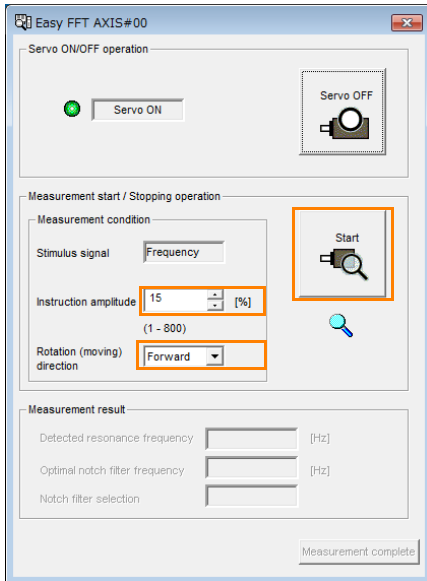 Easy FFT AXIS#00
Servo ON/OFF operation
Servo ON
Servo OFF
Measurement start / Stopping operation
Measurement condition
Stimulus signal
Frequency
Start
Instruction amplitude
15
[%]
(1 - 800)
Rotation (moving)
direction
Forward
Measurement result
Detected resonance frequency
[Hz]
Optimal notch filter frequency
[Hz]
Notch filter selection
Measurement complete